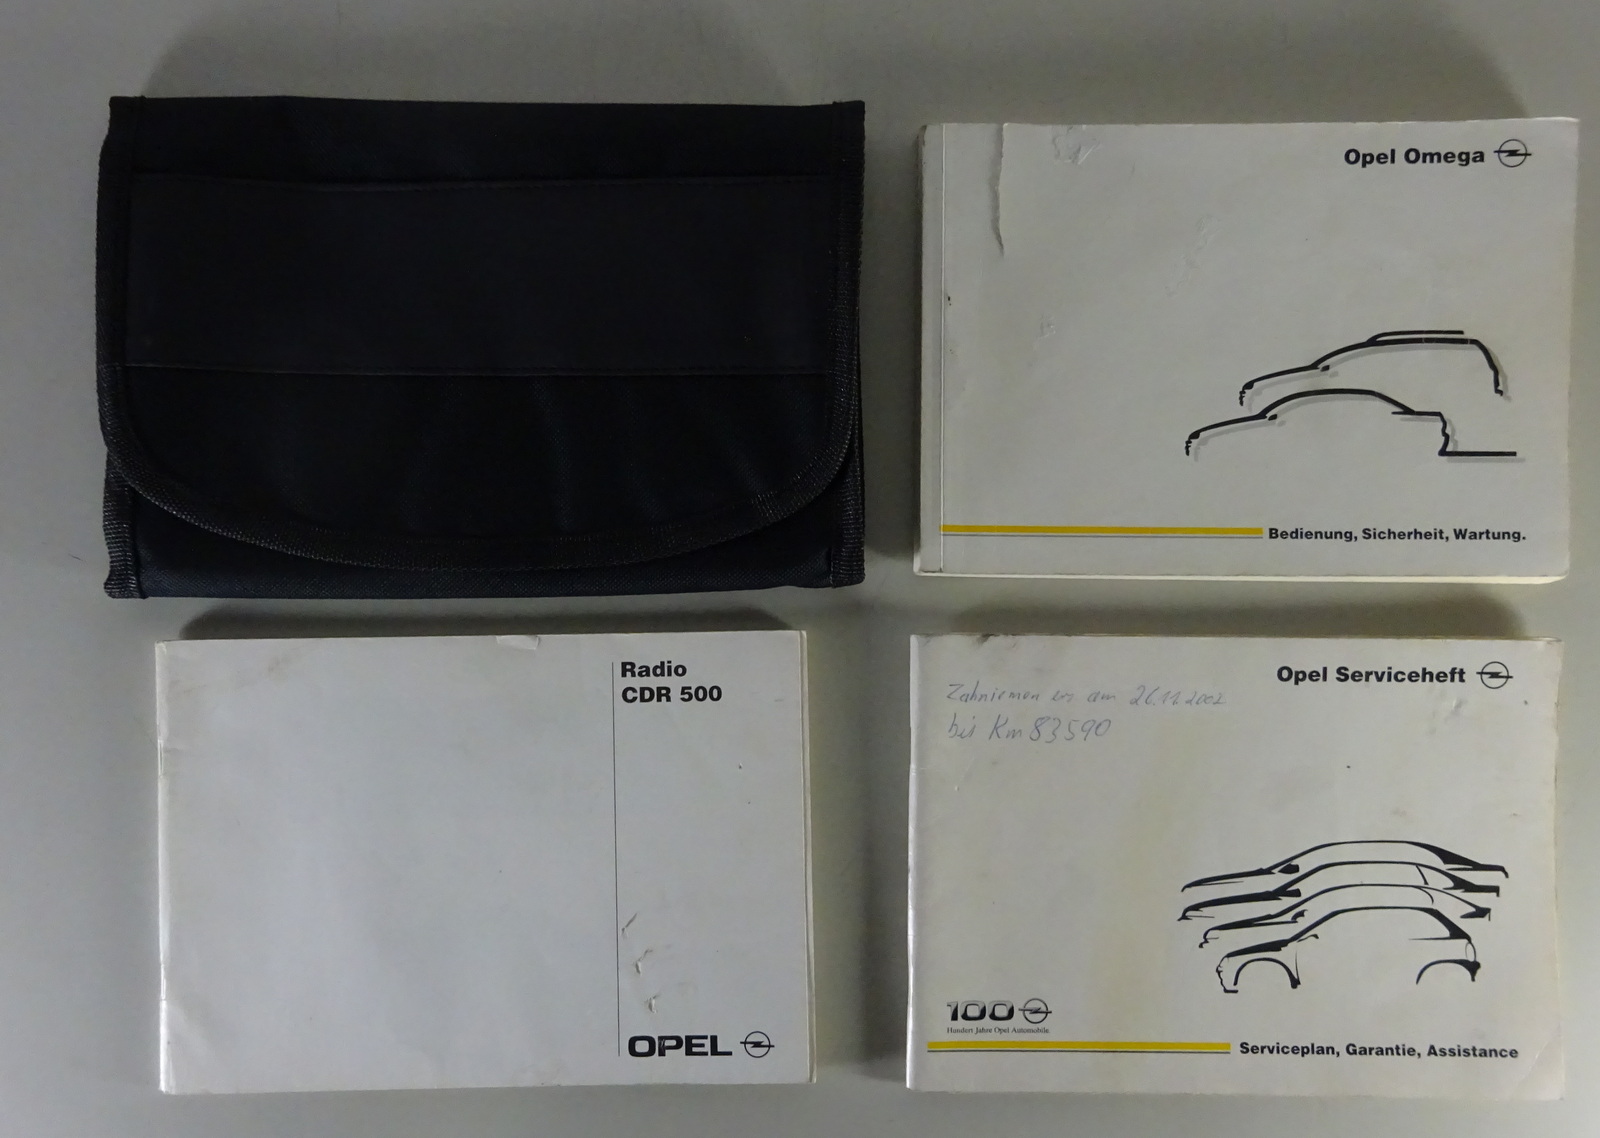 Opel Omega
Bedienung, Sicherheit, Wartung.
Radio
CDR 500
OPEL
Opel Serviceheft
Zahnriemen am 26.11.2002
bis Km 83590
100
Hundert Jahre Opel Automobile.
Serviceplan, Garantie, Assistance